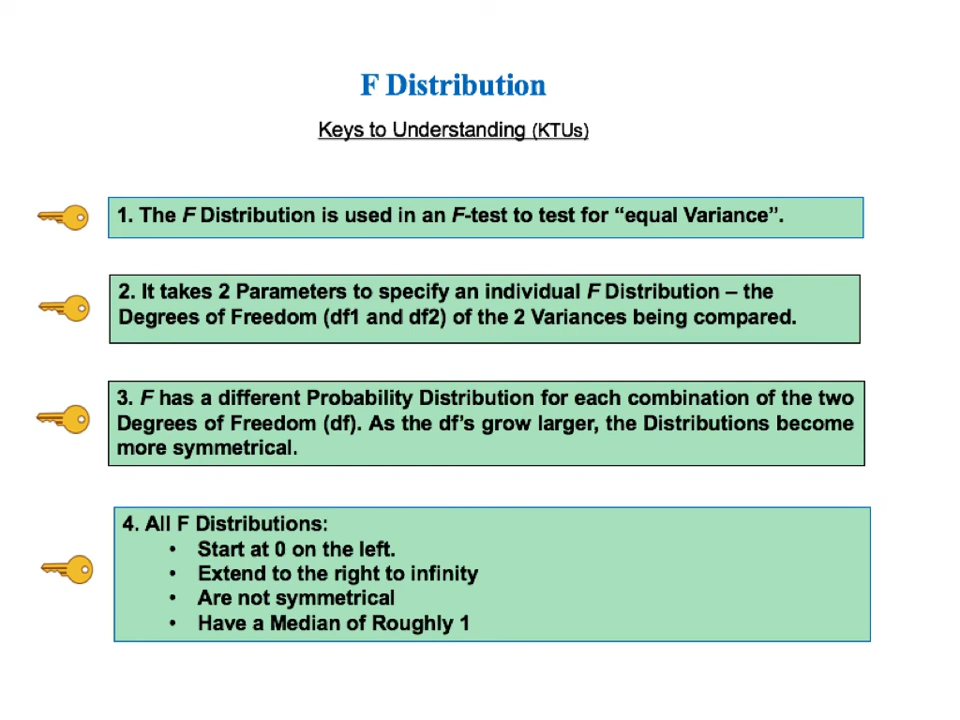 F Distribution
Keys to Understanding (KTUs)
1. The F Distribution is used in an F-test to test for “equal Variance”.
2. It takes 2 Parameters to specify an individual F Distribution – the
Degrees of Freedom (df1 and df2) of the 2 Variances being compared.
3. F has a different Probability Distribution for each combination of the two
Degrees of Freedom (df). As the df’s grow larger, the Distributions become
more symmetrical.
4. All F Distributions:
• Start at 0 on the left.
• Extend to the right to infinity
• Are not symmetrical
• Have a Median of Roughly 1